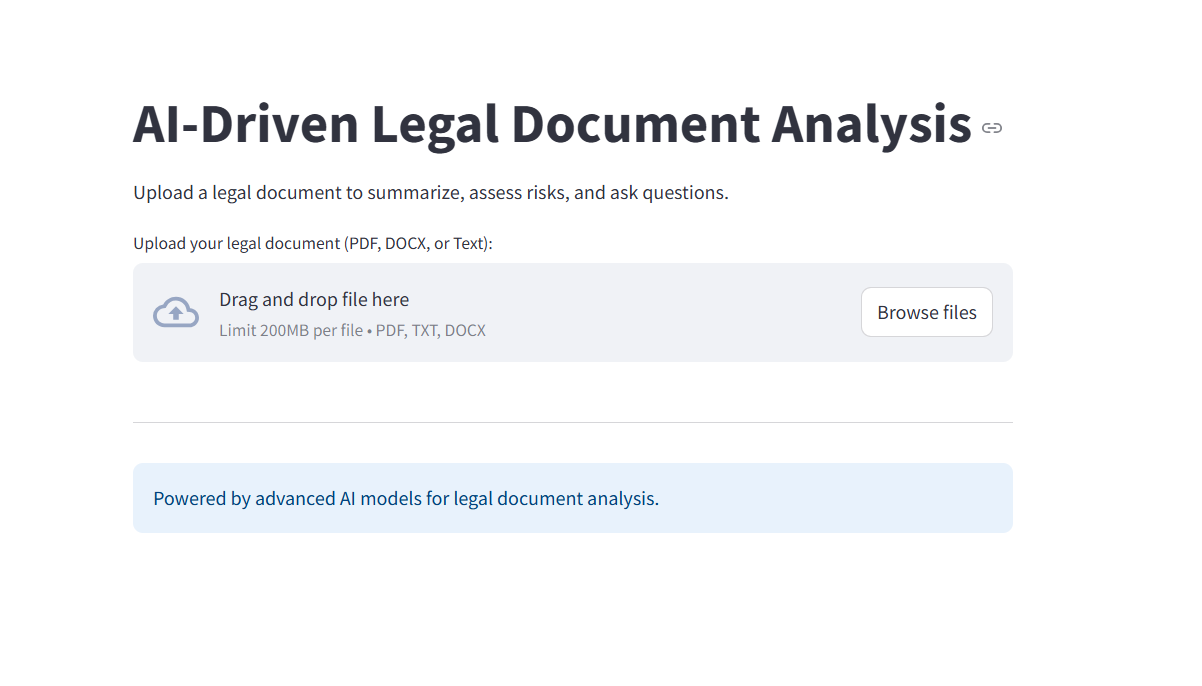 AI-Driven Legal Document Analysis
Upload a legal document to summarize, assess risks, and ask questions.
Upload your legal document (PDF, DOCX, or Text):
Drag and drop file here
Limit 200MB per file • PDF, TXT, DOCX
Browse files
Powered by advanced AI models for legal document analysis.